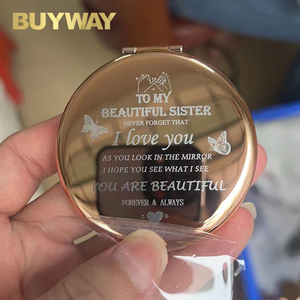 BUYWAY
TO MY
BEAUTIFUL SISTER
NEVER FORGET THAT
I love you
AS YOU LOOK IN THE MIRROR
I HOPE YOU SEE WHAT I SEE
YOU ARE BEAUTIFUL
FOREVER & ALWAYS